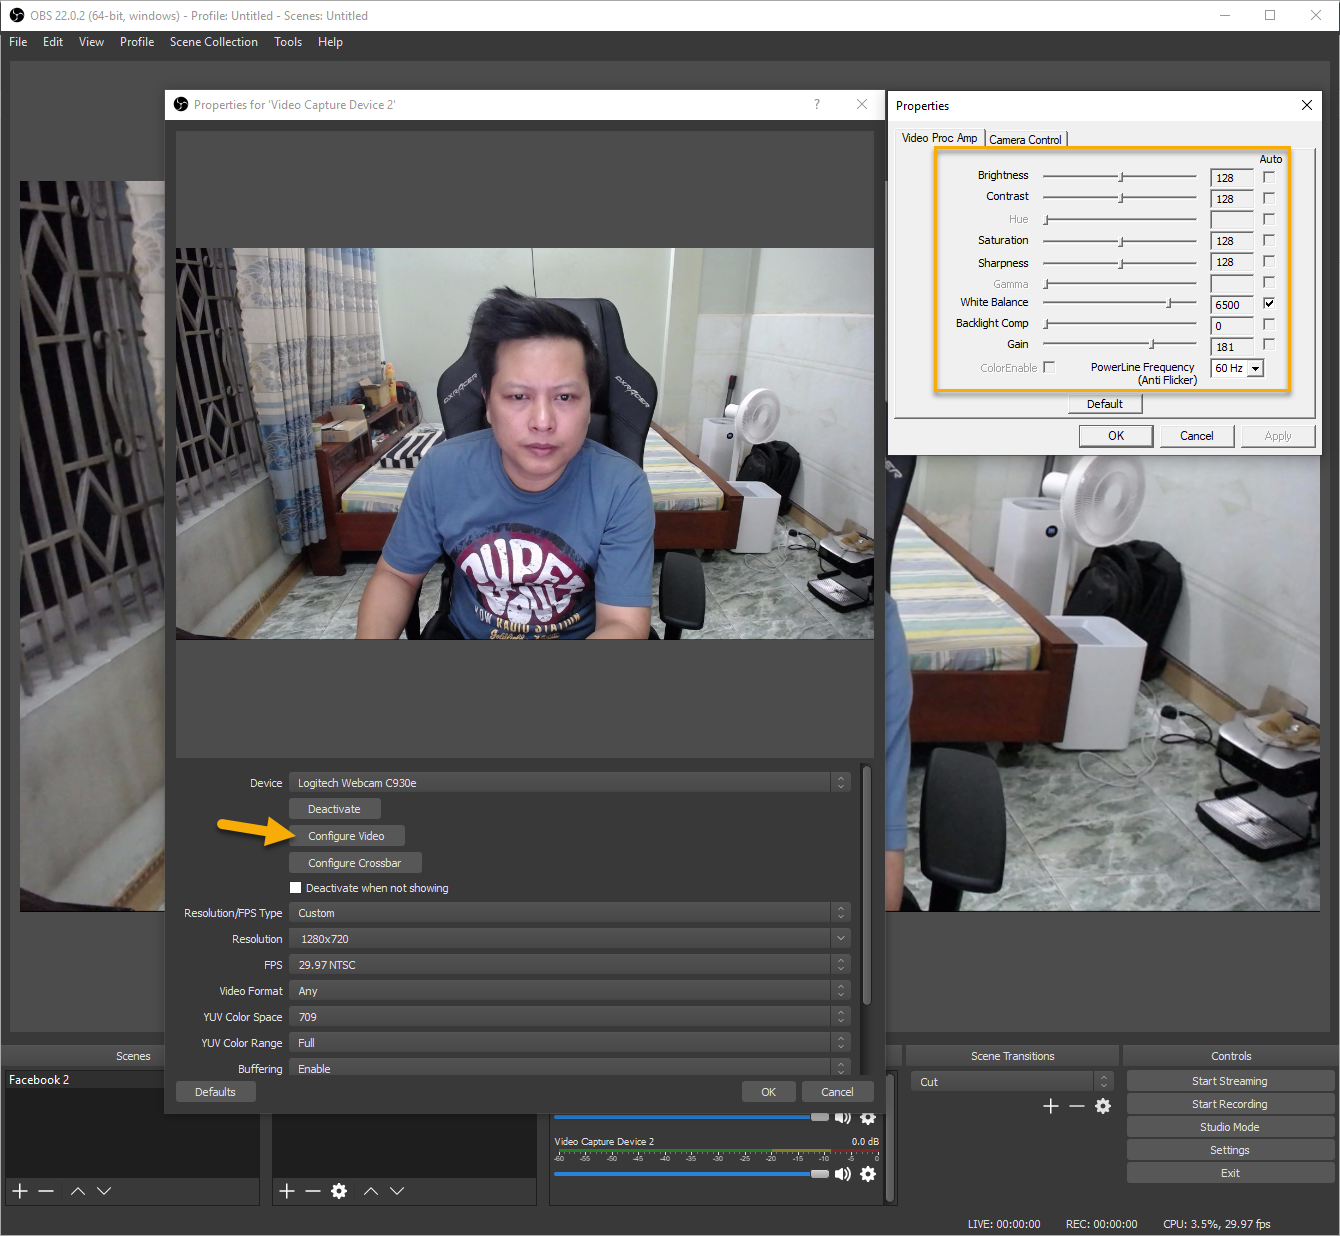 OBS 22.0.2 (64-bit, windows) - Profile: Untitled - Scenes: Untitled
File Edit View Profile Scene Collection Tools Help
Properties for 'Video Capture Device 2'
?
DXRACER
DXRACER
SUPER
KOW RADIO STATION
Device Logitech Webcam C930e
Deactivate
Configure Video
Configure Crossbar
Deactivate when not showing
Resolution/FPS Type Custom
Resolution 1280x720
FPS 29.97 NTSC
Video Format Any
YUV Color Space 709
YUV Color Range Full
Buffering Enable
Defaults OK Cancel
Properties
Video Proc Amp Camera Control
Auto
Brightness 128
Contrast 128
Hue
Saturation 128
Sharpness 128
Gamma
White Balance 6500
Backlight Comp 0
Gain 181
ColorEnable PowerLine Frequency 60 Hz
(Anti Flicker)
Default
OK Cancel Apply
RACER
Scenes
Facebook 2
Video Capture Device 2 0.0 dB
-60 -55 -50 -45 -40 -35 -30 -25 -20 -15 -10 -5 0
Scene Transitions
Cut
Controls
Start Streaming
Start Recording
Studio Mode
Settings
Exit
LIVE: 00:00:00 REC: 00:00:00 CPU: 3.5%, 29.97 fps